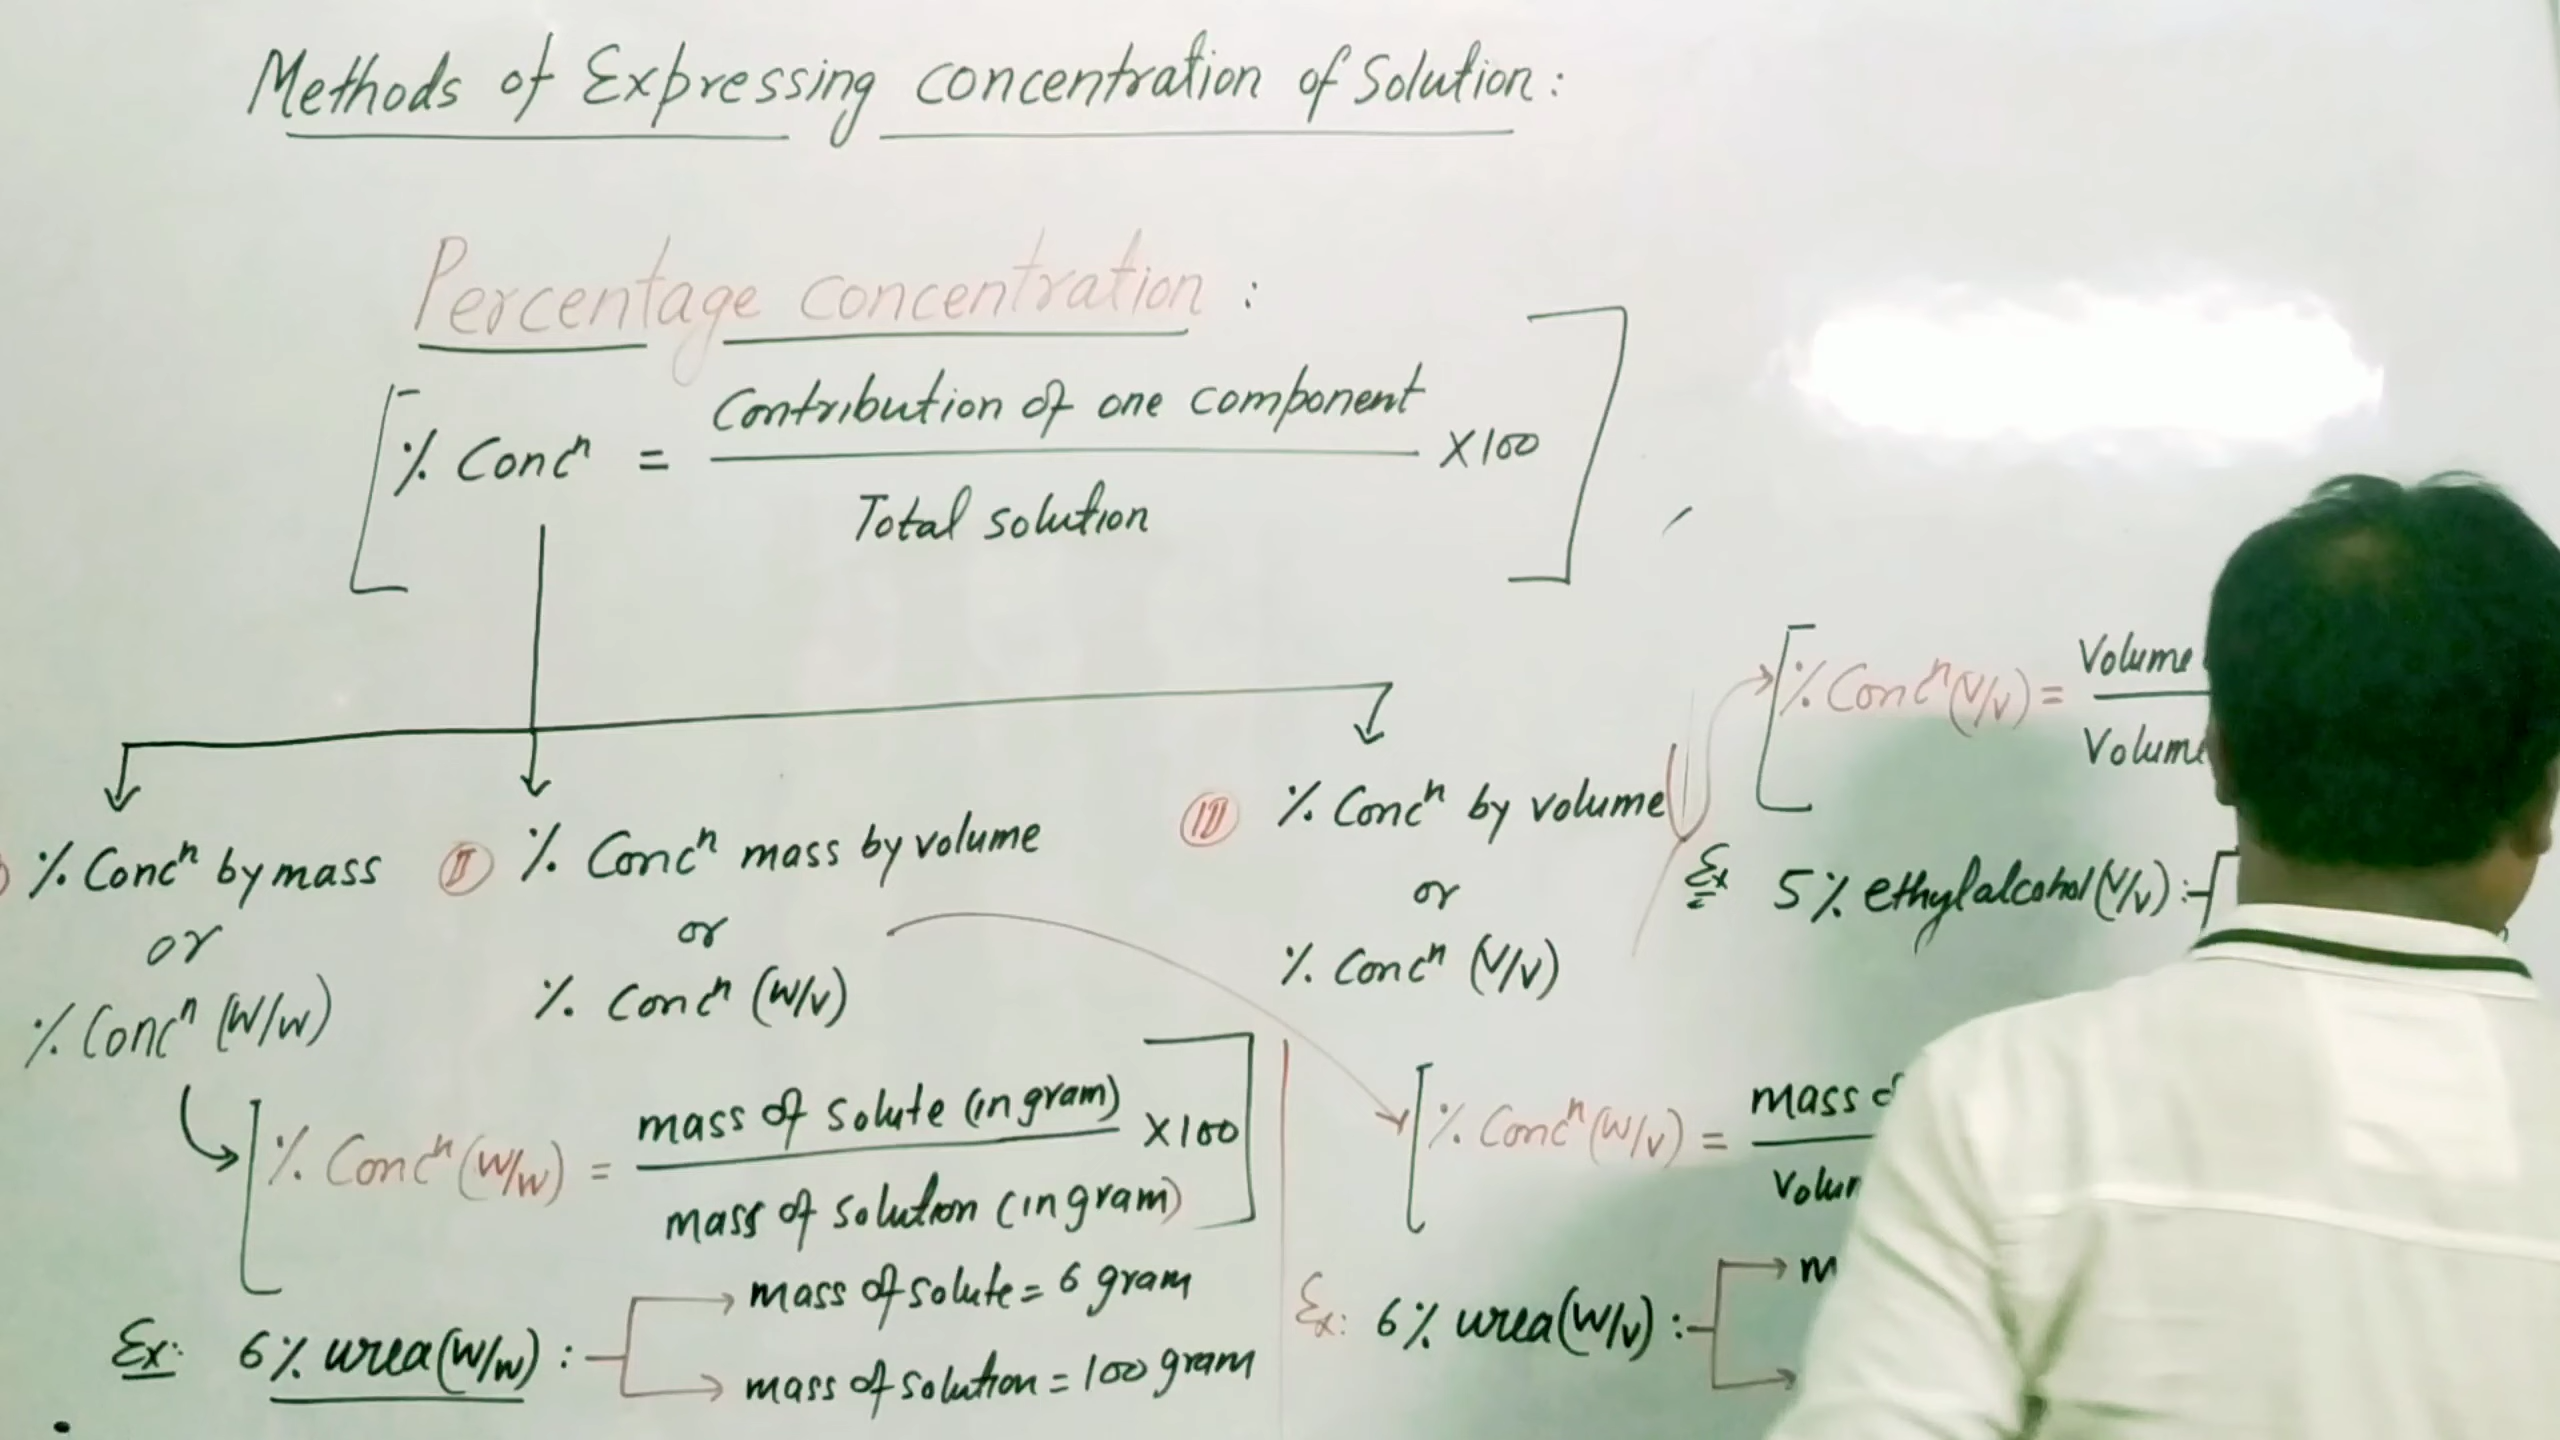 Methods of Expressing concentration of Solution:
Percentage concentration:
% Concⁿ = Contribution of one component / Total solution X100
% Concⁿ by mass
or
% Concⁿ (W/w)
II % Concⁿ mass by volume
or
% Concⁿ (W/v)
III % Concⁿ by volume
or
% Concⁿ (V/v)
% Concⁿ (V/v) = Volume / Volume
Ex 5% ethylalcohol (V/v) :-
% Concⁿ (W/w) = mass of solute (in gram) / mass of solution (in gram) X100
Ex: 6% urea (W/w) :-
mass of solute = 6 gram
mass of solution = 100 gram
% Concⁿ (W/v) = mass
Ex: 6% urea (W/v) :-